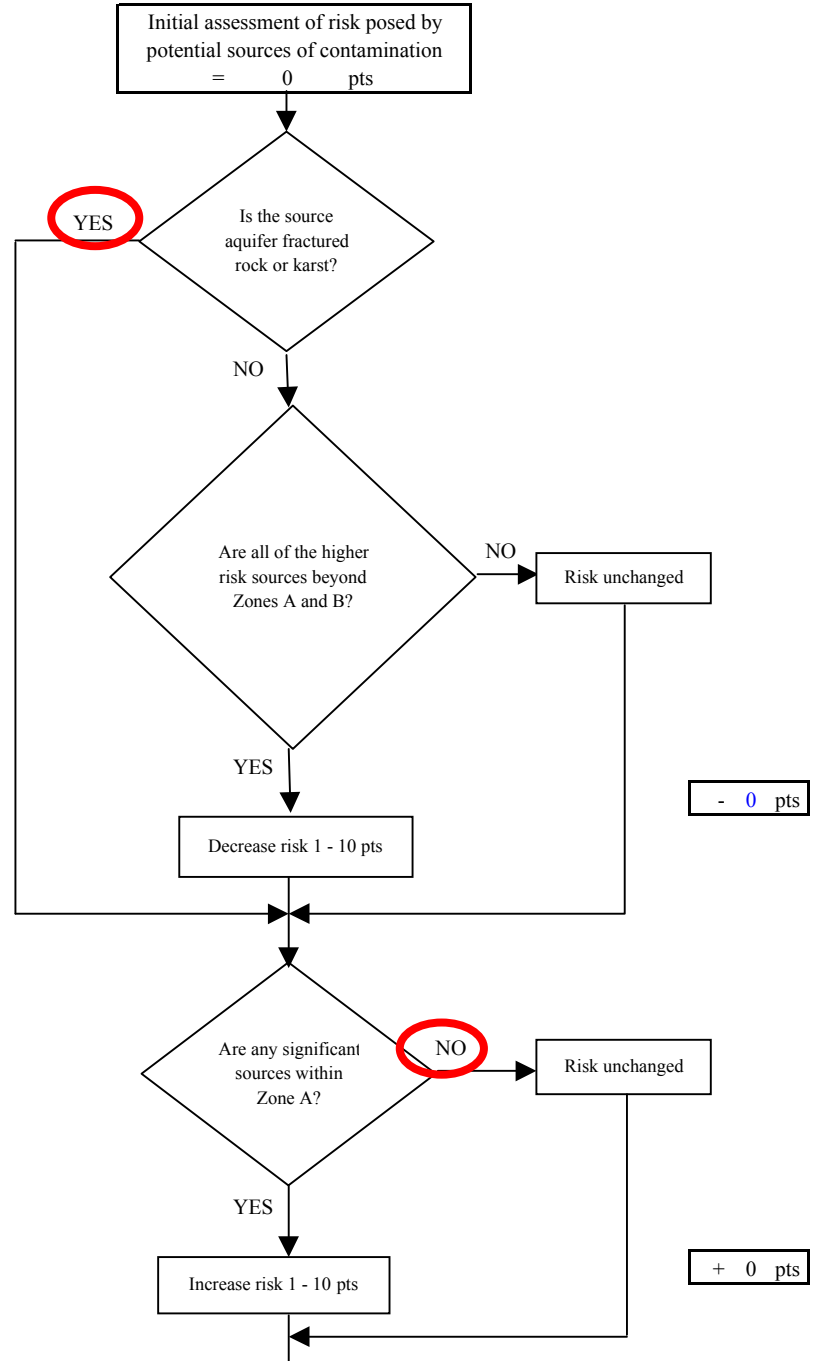 Initial assessment of risk posed by
potential sources of contamination
= 0 pts
YES
Is the source
aquifer fractured
rock or karst?
NO
Are all of the higher
risk sources beyond
Zones A and B?
NO
Risk unchanged
YES
- 0 pts
Decrease risk 1 - 10 pts
Are any significant
sources within
Zone A?
NO
Risk unchanged
YES
+ 0 pts
Increase risk 1 - 10 pts